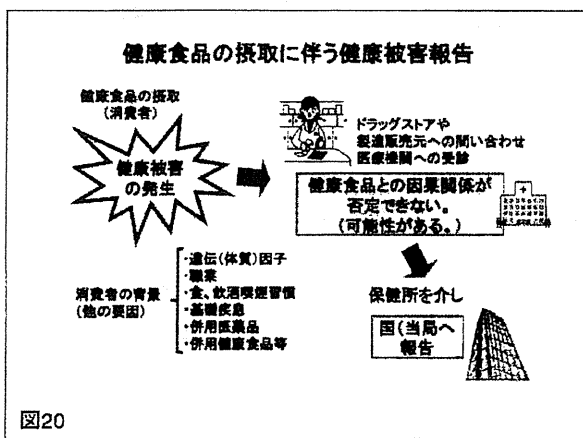 健康食品の摂取に伴う健康被害報告
健康食品の摂取
(消費者)
健康被害
の発生
ドラッグストアや
製造販売元への問い合わせ
医療機関への受診
健康食品との因果関係が
否定できない。
(可能性がある。)
消費者の背景
(他の要因)
・遺伝(体質)因子
・職業
・食、飲酒喫煙習慣
・基礎疾患
・併用医薬品
・併用健康食品等
保健所を介し
国(当局へ
報告
図20